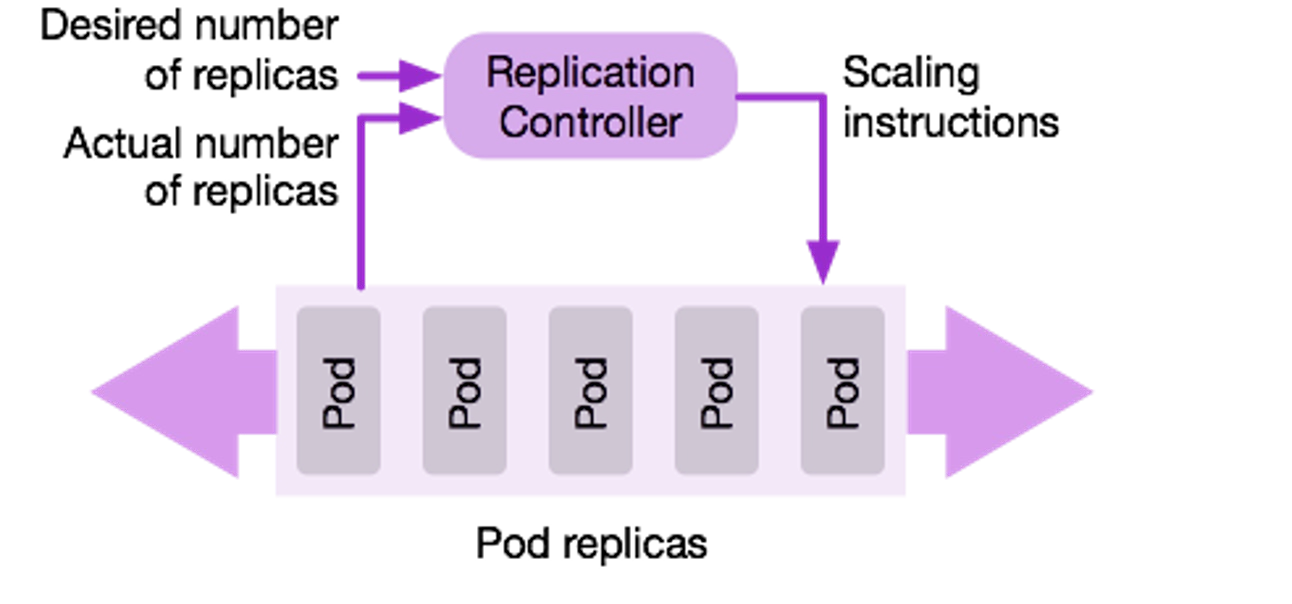 Desired number
of replicas
Actual number
of replicas
Replication
Controller
Scaling
instructions
Pod
Pod
Pod
Pod
Pod
Pod replicas